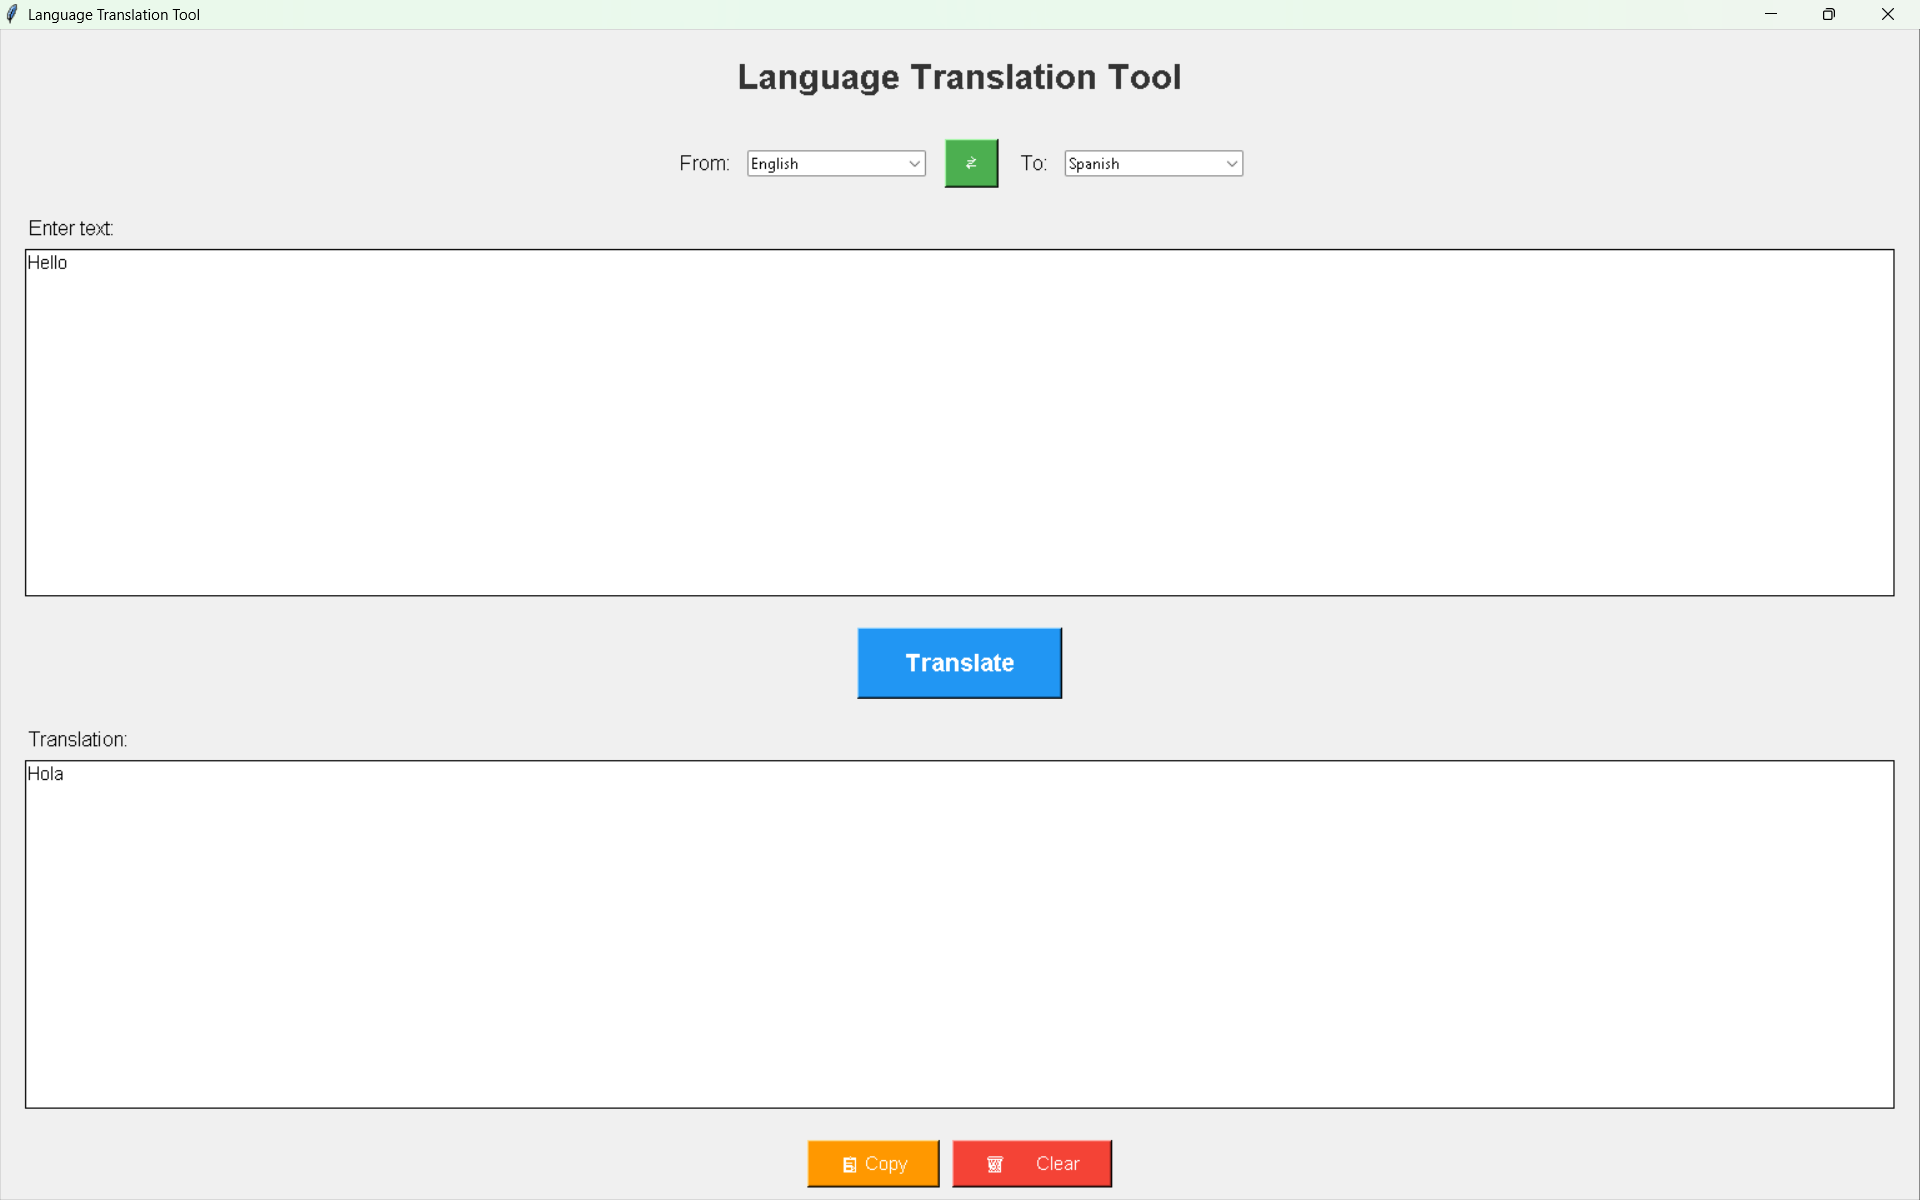 Language Translation Tool
Language Translation Tool
From: English ⇄ To: Spanish
Enter text:
Hello
Translate
Translation:
Hola
Copy Clear